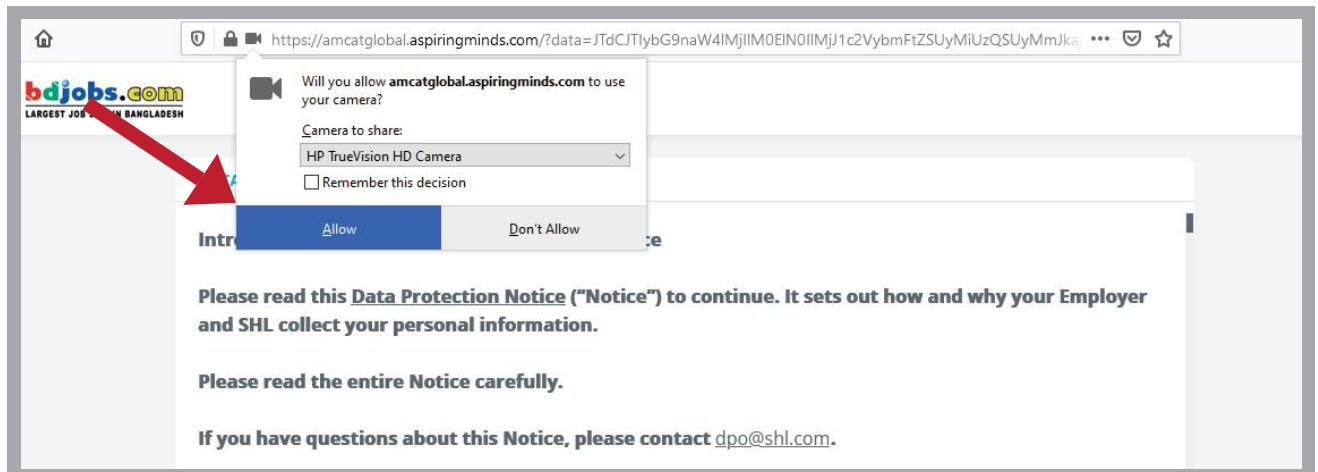 https://amcatglobal.aspiringminds.com/?data=
bdjobs.com
LARGEST JOB IN BANGLADESH
Will you allow amcatglobal.aspiringminds.com to use
your camera?
Camera to share:
HP TrueVision HD Camera
Remember this decision
Allow
Don't Allow
Please read this Data Protection Notice (“Notice”) to continue. It sets out how and why your Employer
and SHL collect your personal information.
Please read the entire Notice carefully.
If you have questions about this Notice, please contact dpo@shl.com.